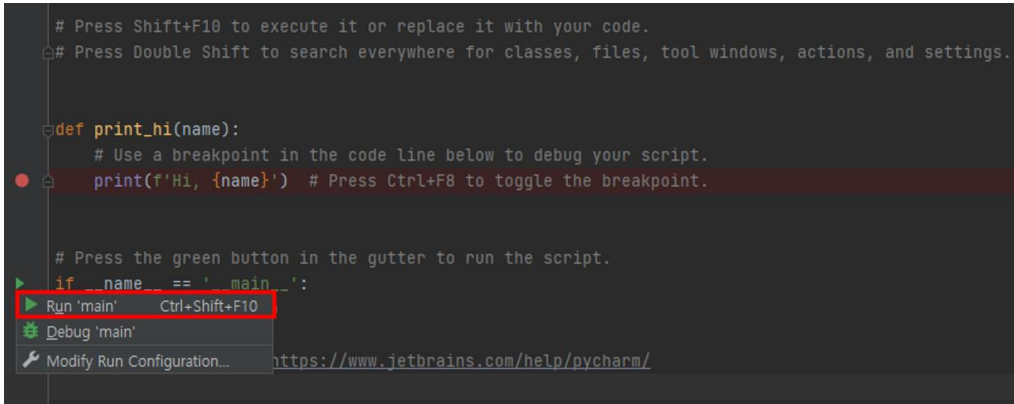 # Press Shift+F10 to execute it or replace it with your code.
# Press Double Shift to search everywhere for classes, files, tool windows, actions, and settings.
def print_hi(name):
# Use a breakpoint in the code line below to debug your script.
print(f'Hi, {name}')  # Press Ctrl+F8 to toggle the breakpoint.
# Press the green button in the gutter to run the script.
if __name__ == '__main__':
Run 'main' Ctrl+Shift+F10
Debug 'main'
Modify Run Configuration... https://www.jetbrains.com/help/pycharm/